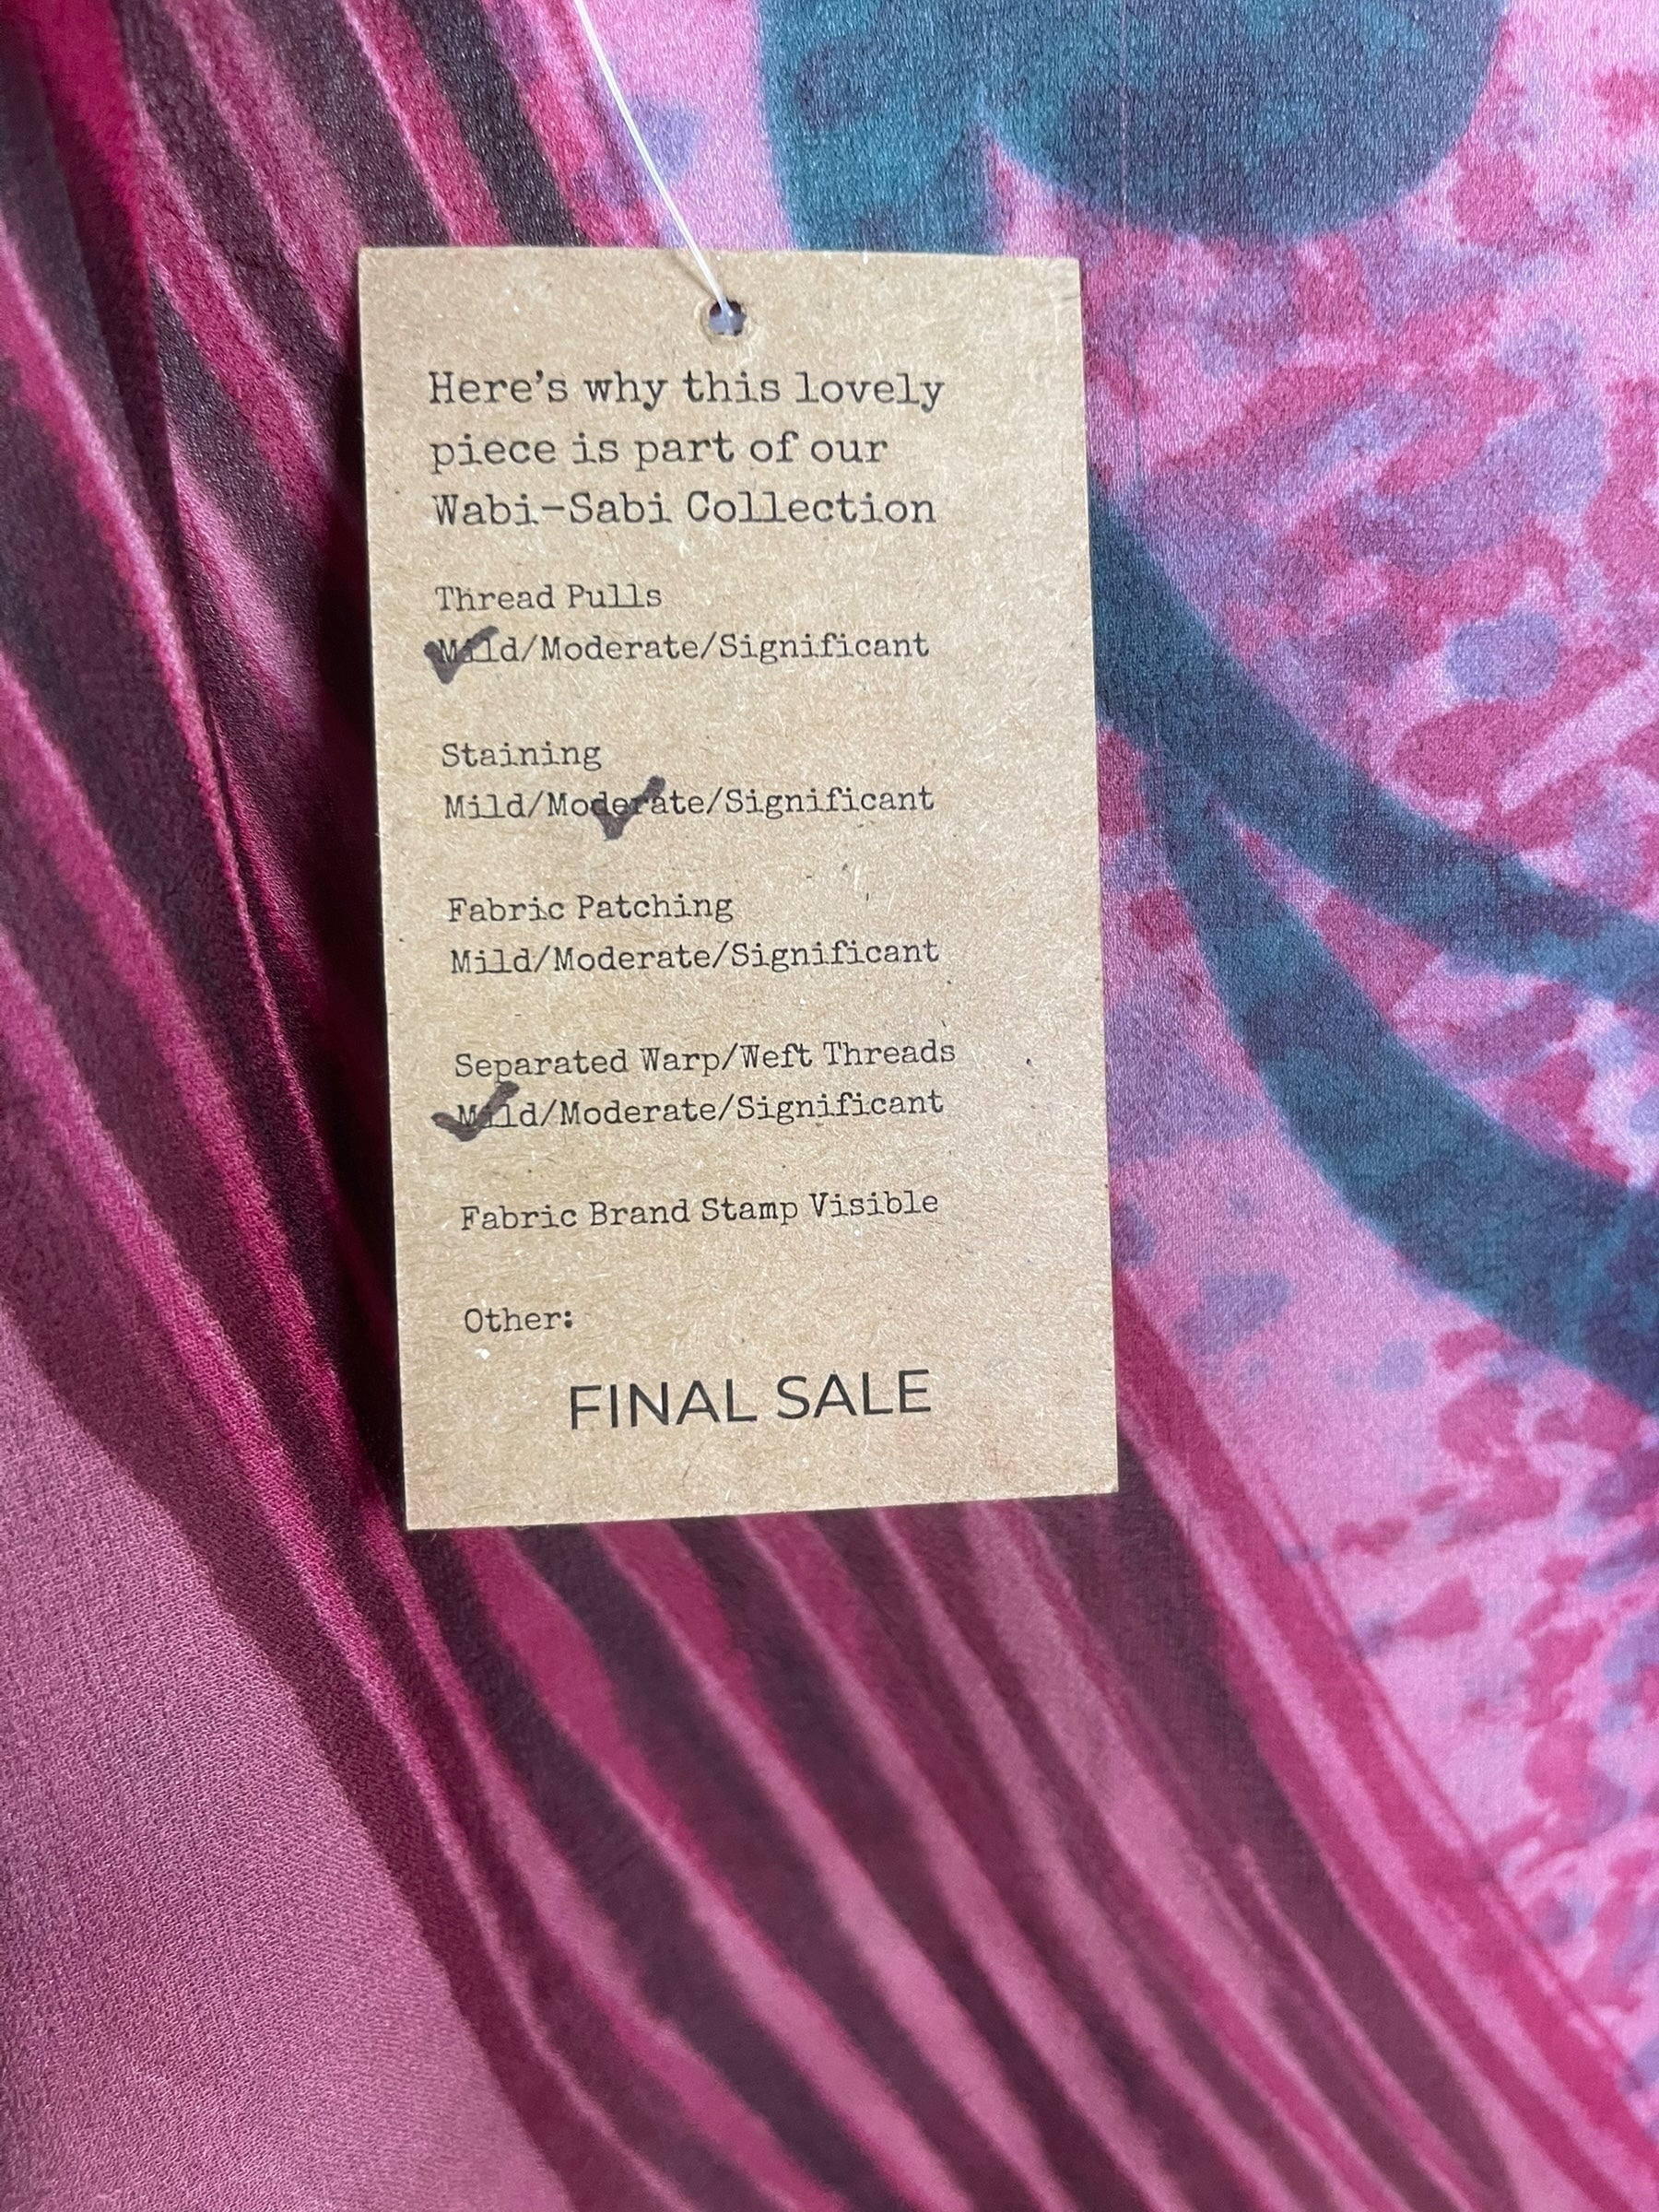 Here's why this lovely
piece is part of our
Wabi-Sabi Collection
Thread Pulls
Mild/Moderate/Significant
Staining
Mild/Moderate/Significant
Fabric Patching
Mild/Moderate/Significant
Separated Warp/Weft Threads
Mild/Moderate/Significant
Fabric Brand Stamp Visible
Other:
FINAL SALE